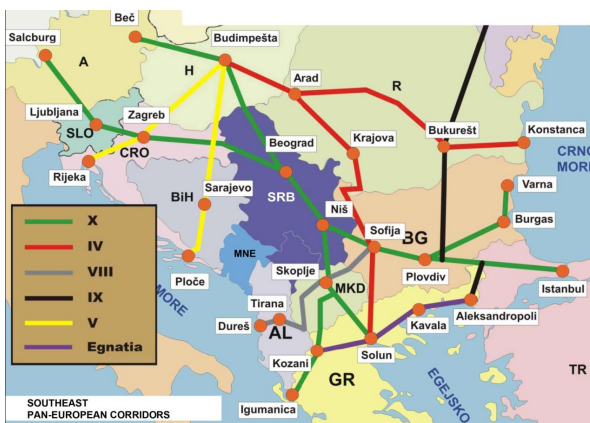 Beč
Salcburg
Budimpešta
A
H
Arad
R
Ljubljana
Zagreb
Krajova
Bukurešt
Konstanca
SLO
Beograd
CRO
CRNO
MORE
Rijeka
BiH
Sarajevo
SRB
Varna
X
Niš
Sofija
BG
Burgas
IV
MNE
VIII
Ploče
Skoplje
Plovdiv
Istanbul
IX
MORE
Tirana
MKD
V
Dureš
AL
Kavala
Aleksandropoli
Egnatia
Kozani
Solun
TR
GR
EGEJSKO
Igumanica
SOUTHEAST
PAN-EUROPEAN CORRIDORS